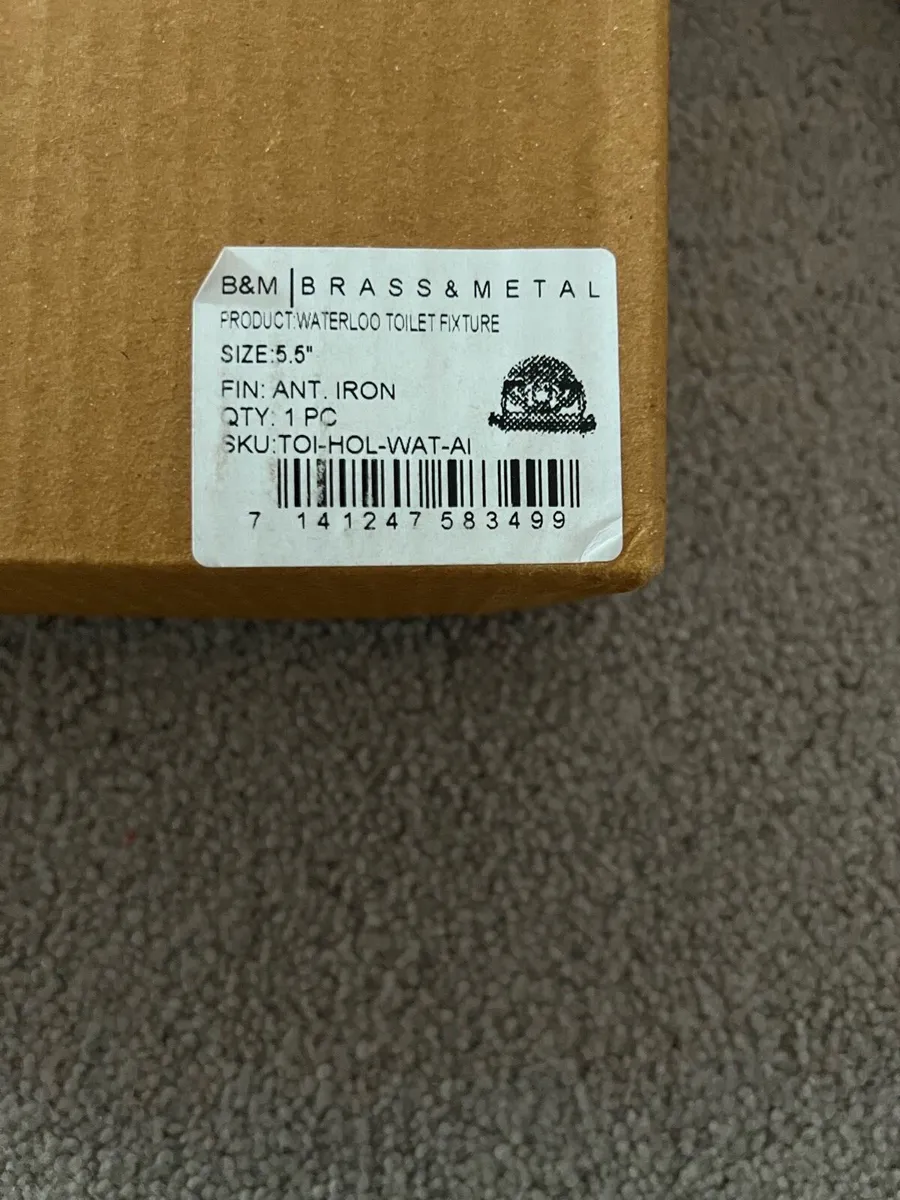 B&M | BRASS & METAL
PRODUCT:WATERLOO TOILET FIXTURE
SIZE:5.5"
FIN: ANT. IRON
QTY: 1 PC
SKU:TOI-HOL-WAT-AI
7 141247 583499